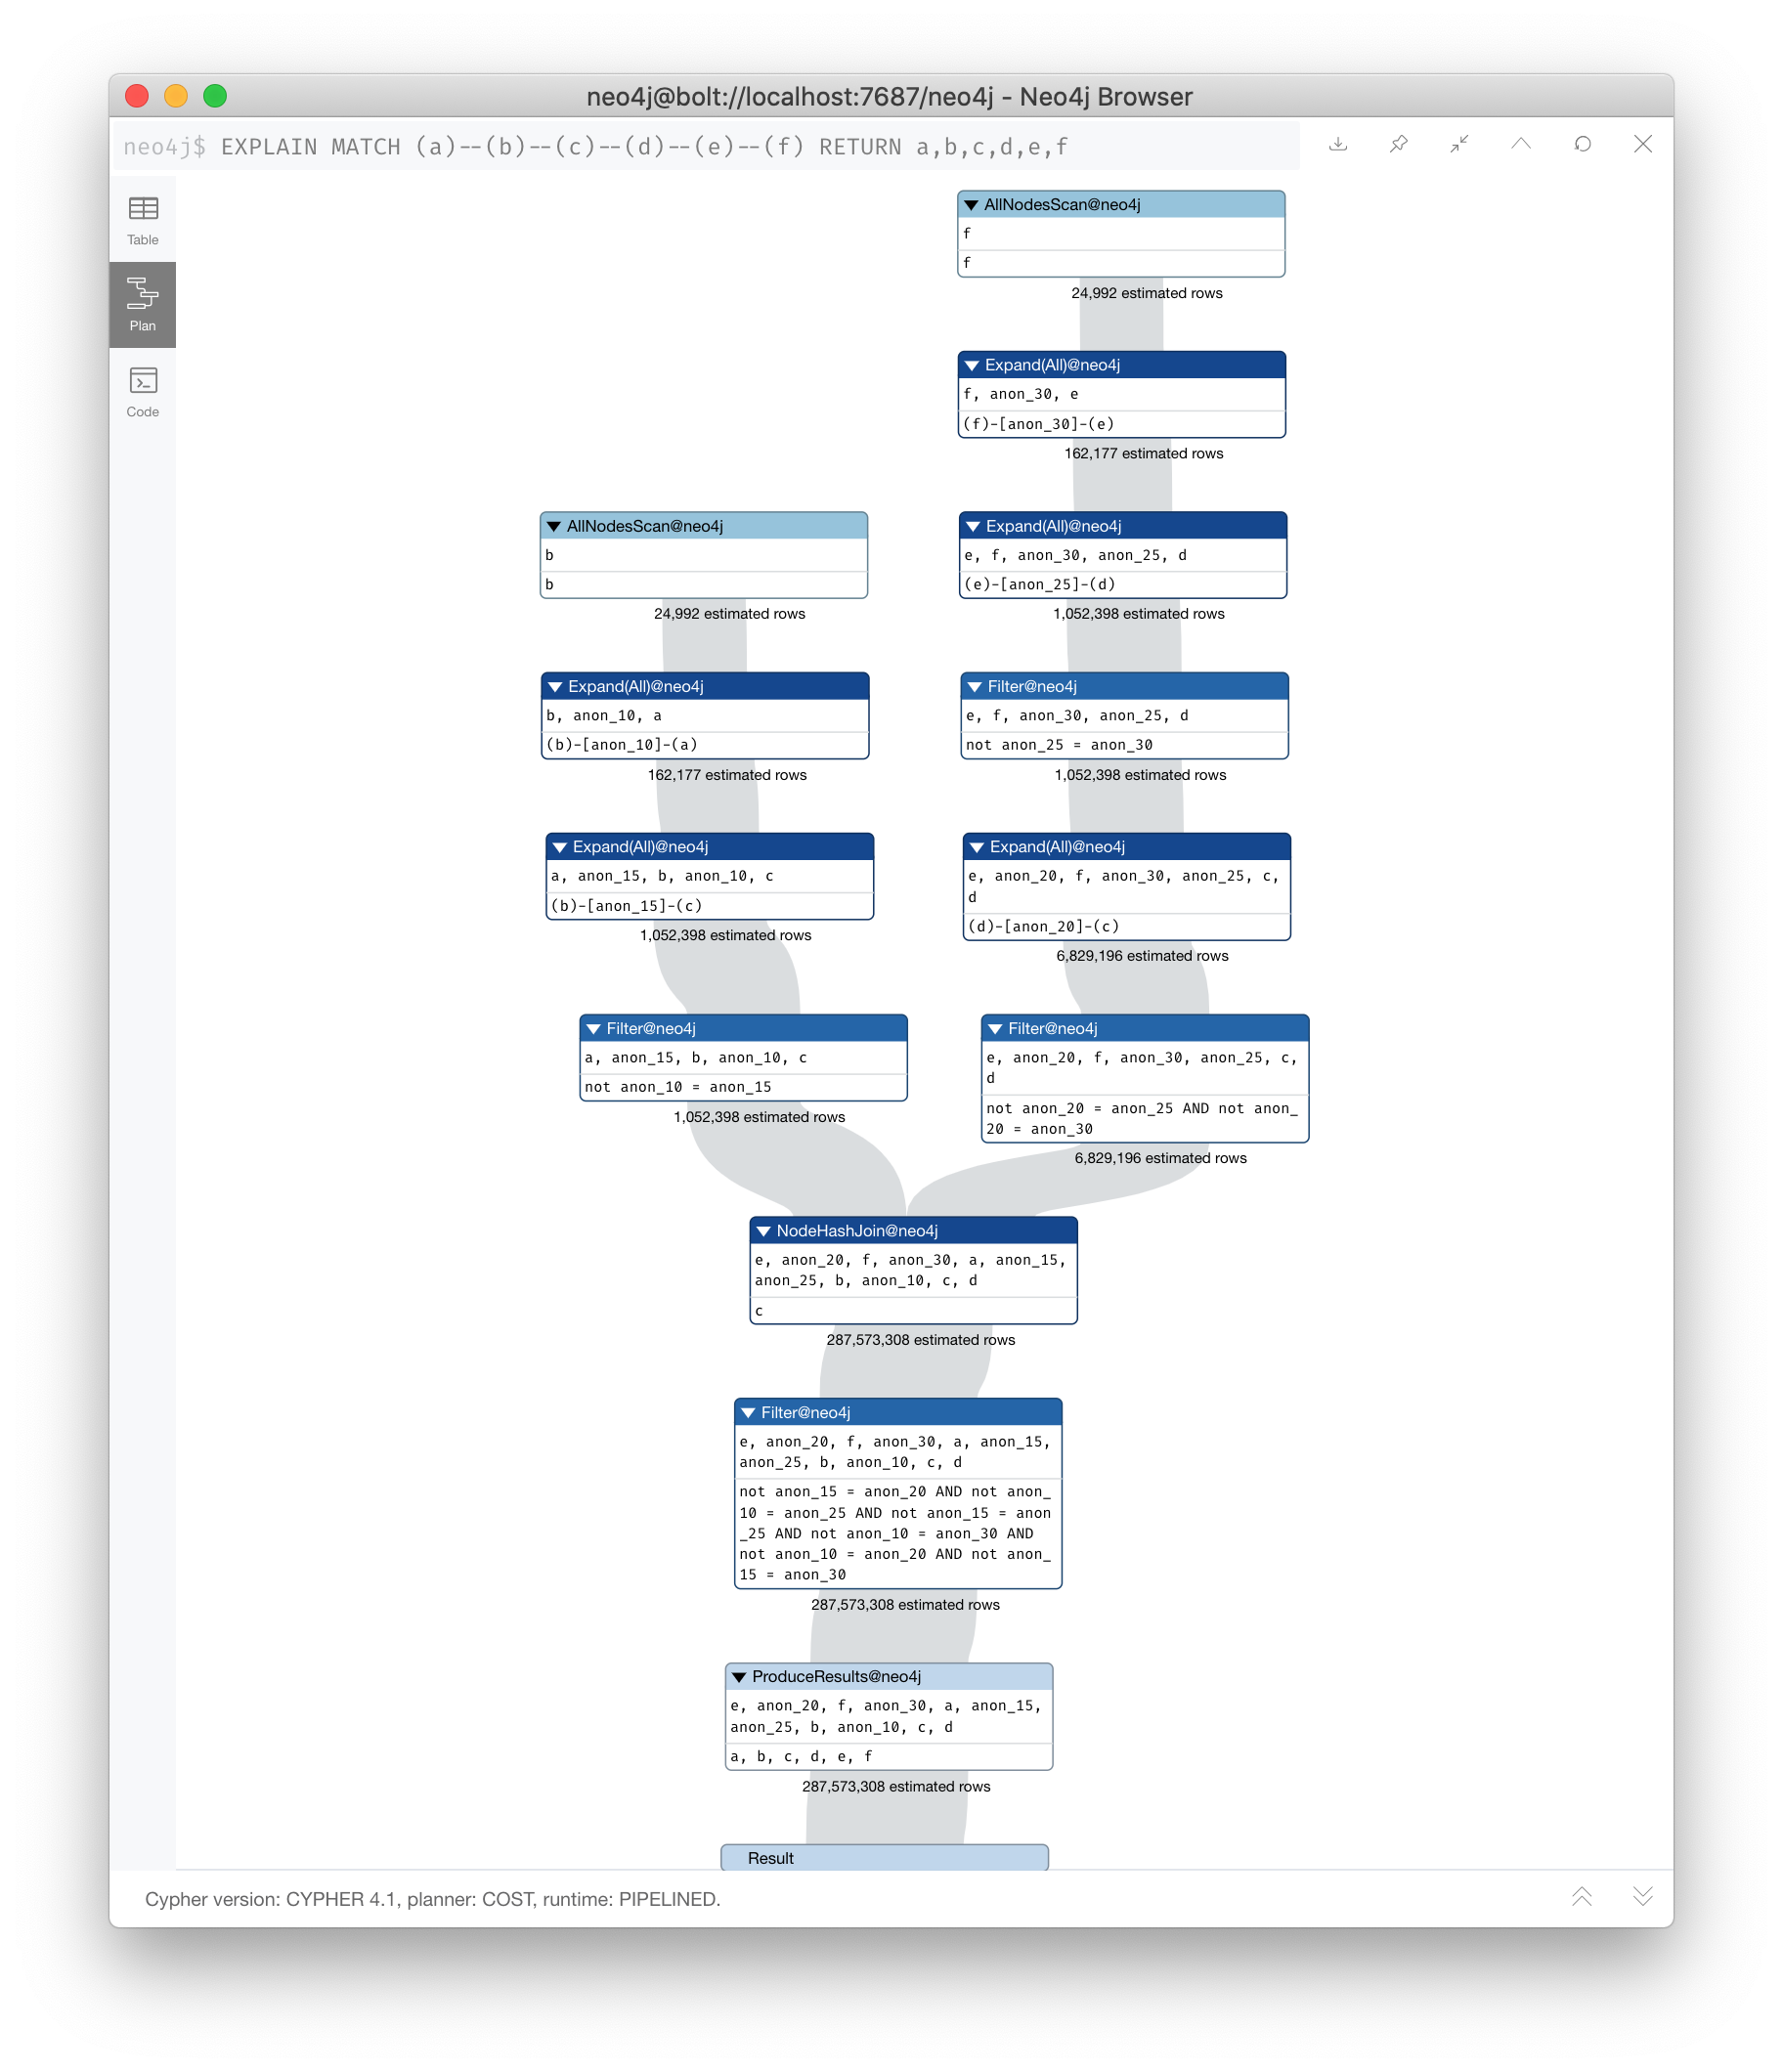 neo4j@bolt://localhost:7687/neo4j - Neo4j Browser
neo4j$ EXPLAIN MATCH (a)--(b)--(c)--(d)--(e)--(f) RETURN a,b,c,d,e,f
Table
Plan
Code
AllNodesScan@neo4j
f
f
24,992 estimated rows
Expand(All)@neo4j
f, anon_30, e
(f)-[anon_30]-(e)
162,177 estimated rows
AllNodesScan@neo4j
b
b
24,992 estimated rows
Expand(All)@neo4j
e, f, anon_30, anon_25, d
(e)-[anon_25]-(d)
1,052,398 estimated rows
Expand(All)@neo4j
b, anon_10, a
(b)-[anon_10]-(a)
162,177 estimated rows
Filter@neo4j
e, f, anon_30, anon_25, d
not anon_25 = anon_30
1,052,398 estimated rows
Expand(All)@neo4j
a, anon_15, b, anon_10, c
(b)-[anon_15]-(c)
1,052,398 estimated rows
Expand(All)@neo4j
e, anon_20, f, anon_30, anon_25, c,
d
(d)-[anon_20]-(c)
6,829,196 estimated rows
Filter@neo4j
a, anon_15, b, anon_10, c
not anon_10 = anon_15
1,052,398 estimated rows
Filter@neo4j
e, anon_20, f, anon_30, anon_25, c,
d
not anon_20 = anon_25 AND not anon_
20 = anon_30
6,829,196 estimated rows
NodeHashJoin@neo4j
e, anon_20, f, anon_30, a, anon_15,
anon_25, b, anon_10, c, d
c
287,573,308 estimated rows
Filter@neo4j
e, anon_20, f, anon_30, a, anon_15,
anon_25, b, anon_10, c, d
not anon_15 = anon_20 AND not anon_
10 = anon_25 AND not anon_15 = anon
_25 AND not anon_10 = anon_30 AND
not anon_10 = anon_20 AND not anon_
15 = anon_30
287,573,308 estimated rows
ProduceResults@neo4j
e, anon_20, f, anon_30, a, anon_15,
anon_25, b, anon_10, c, d
a, b, c, d, e, f
287,573,308 estimated rows
Result
Cypher version: CYPHER 4.1, planner: COST, runtime: PIPELINED.